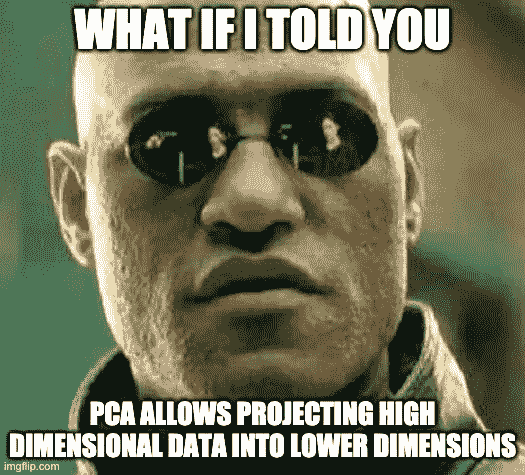 WHAT IF I TOLD YOU
PCA ALLOWS PROJECTING HIGH
DIMENSIONAL DATA INTO LOWER DIMENSIONS
imgflip.com